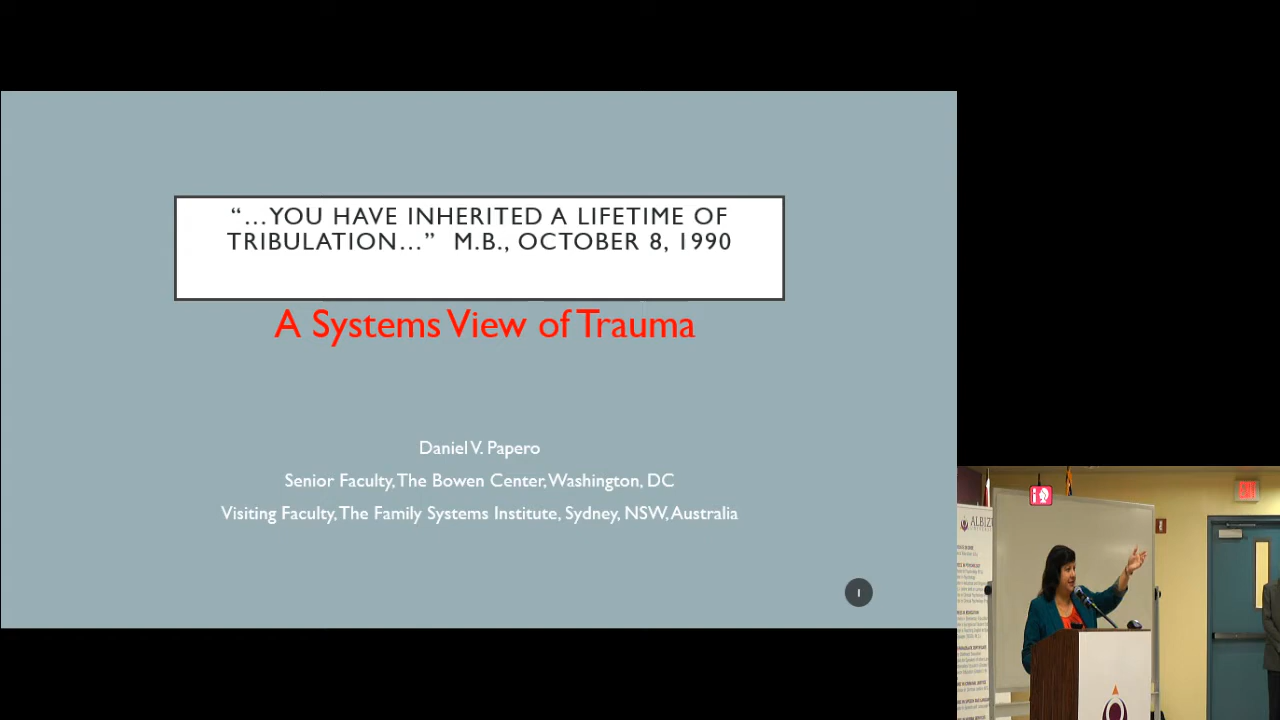 “...YOU HAVE INHERITED A LIFETIME OF
TRIBULATION...” M.B., OCTOBER 8, 1990
A Systems View of Trauma
Daniel V. Papero
Senior Faculty, The Bowen Center, Washington, DC
Visiting Faculty, The Family Systems Institute, Sydney, NSW, Australia
1
ALBIZ
EXIT